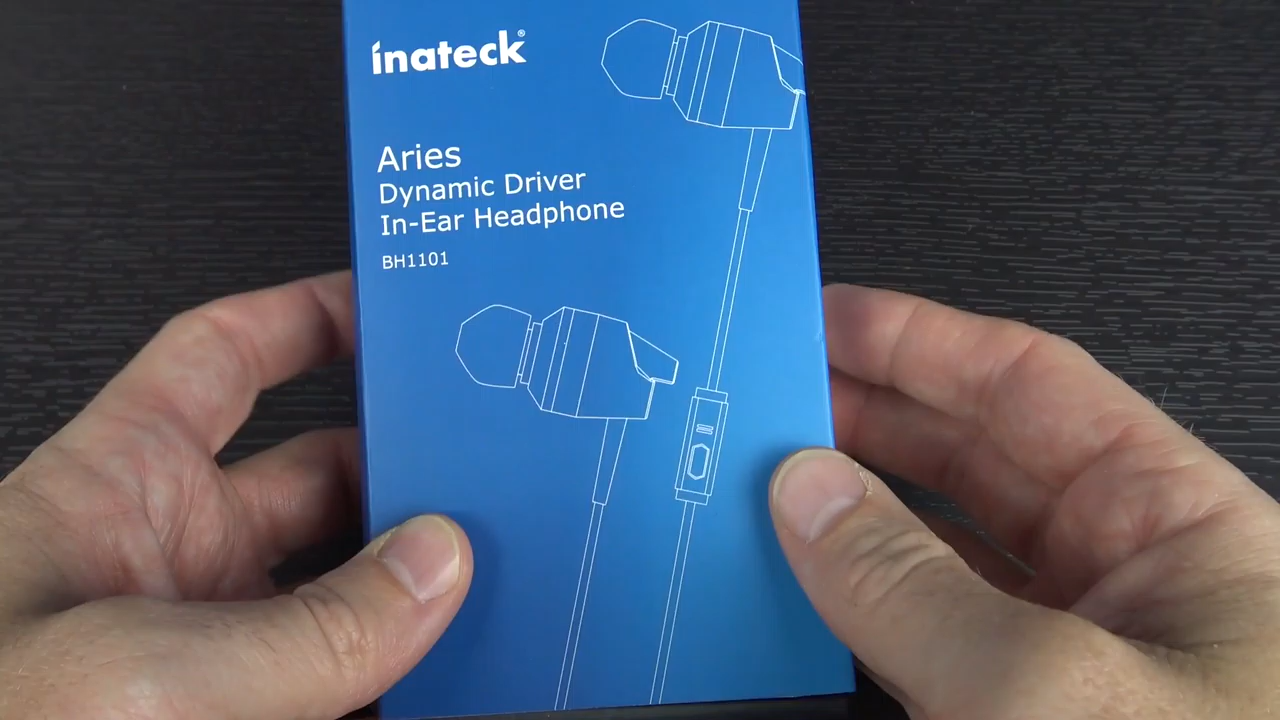 inateck®
Aries
Dynamic Driver
In-Ear Headphone
BH1101